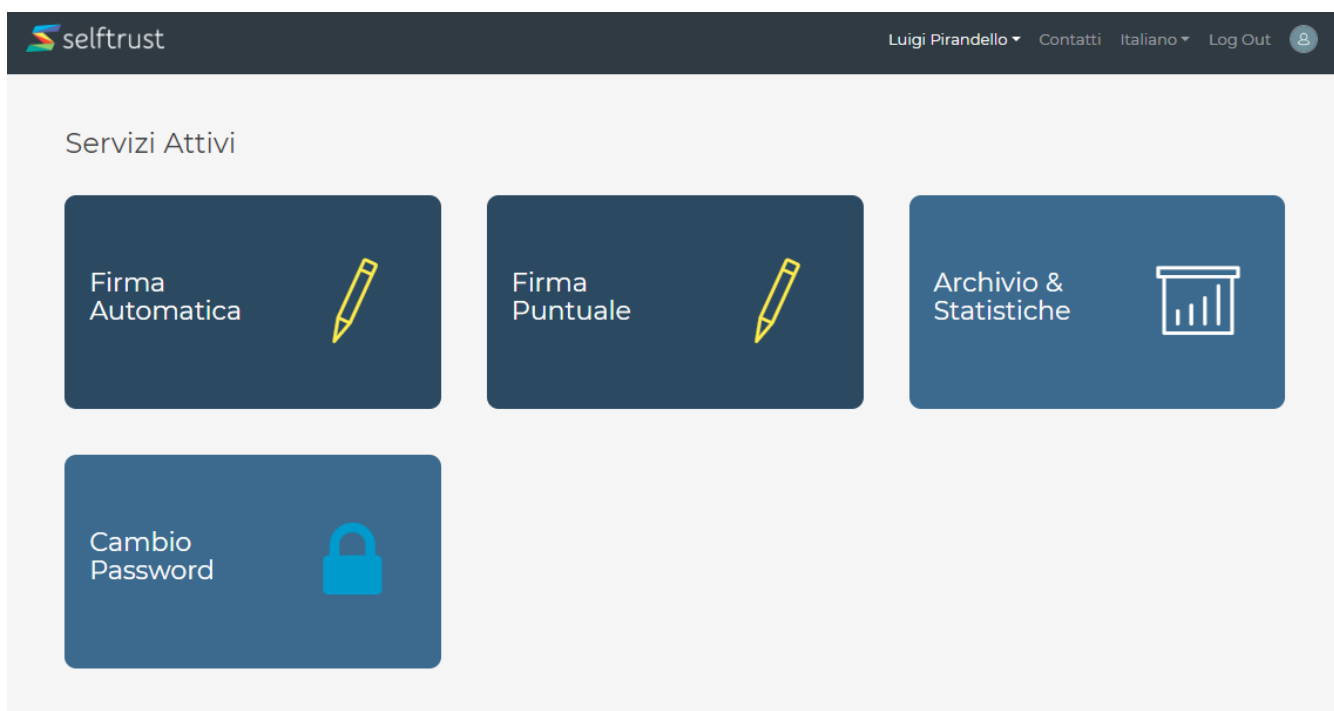 selftrust
Luigi Pirandello Contatti Italiano Log Out
Servizi Attivi
Firma
Automatica
Firma
Puntuale
Archivio &
Statistiche
Cambio
Password